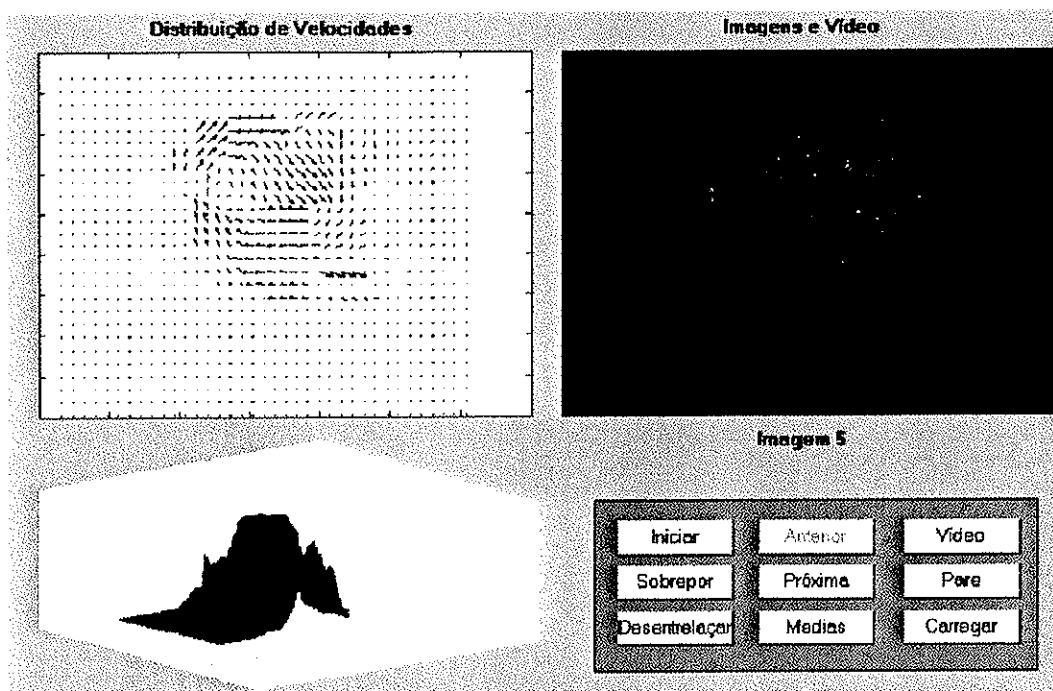 Distribuição de Velocidades
Imagens e Vídeo
Imagem 5
Iniciar
Anterior
Vídeo
Sobrepor
Próxima
Pare
Desentrelaçar
Medias
Carregar